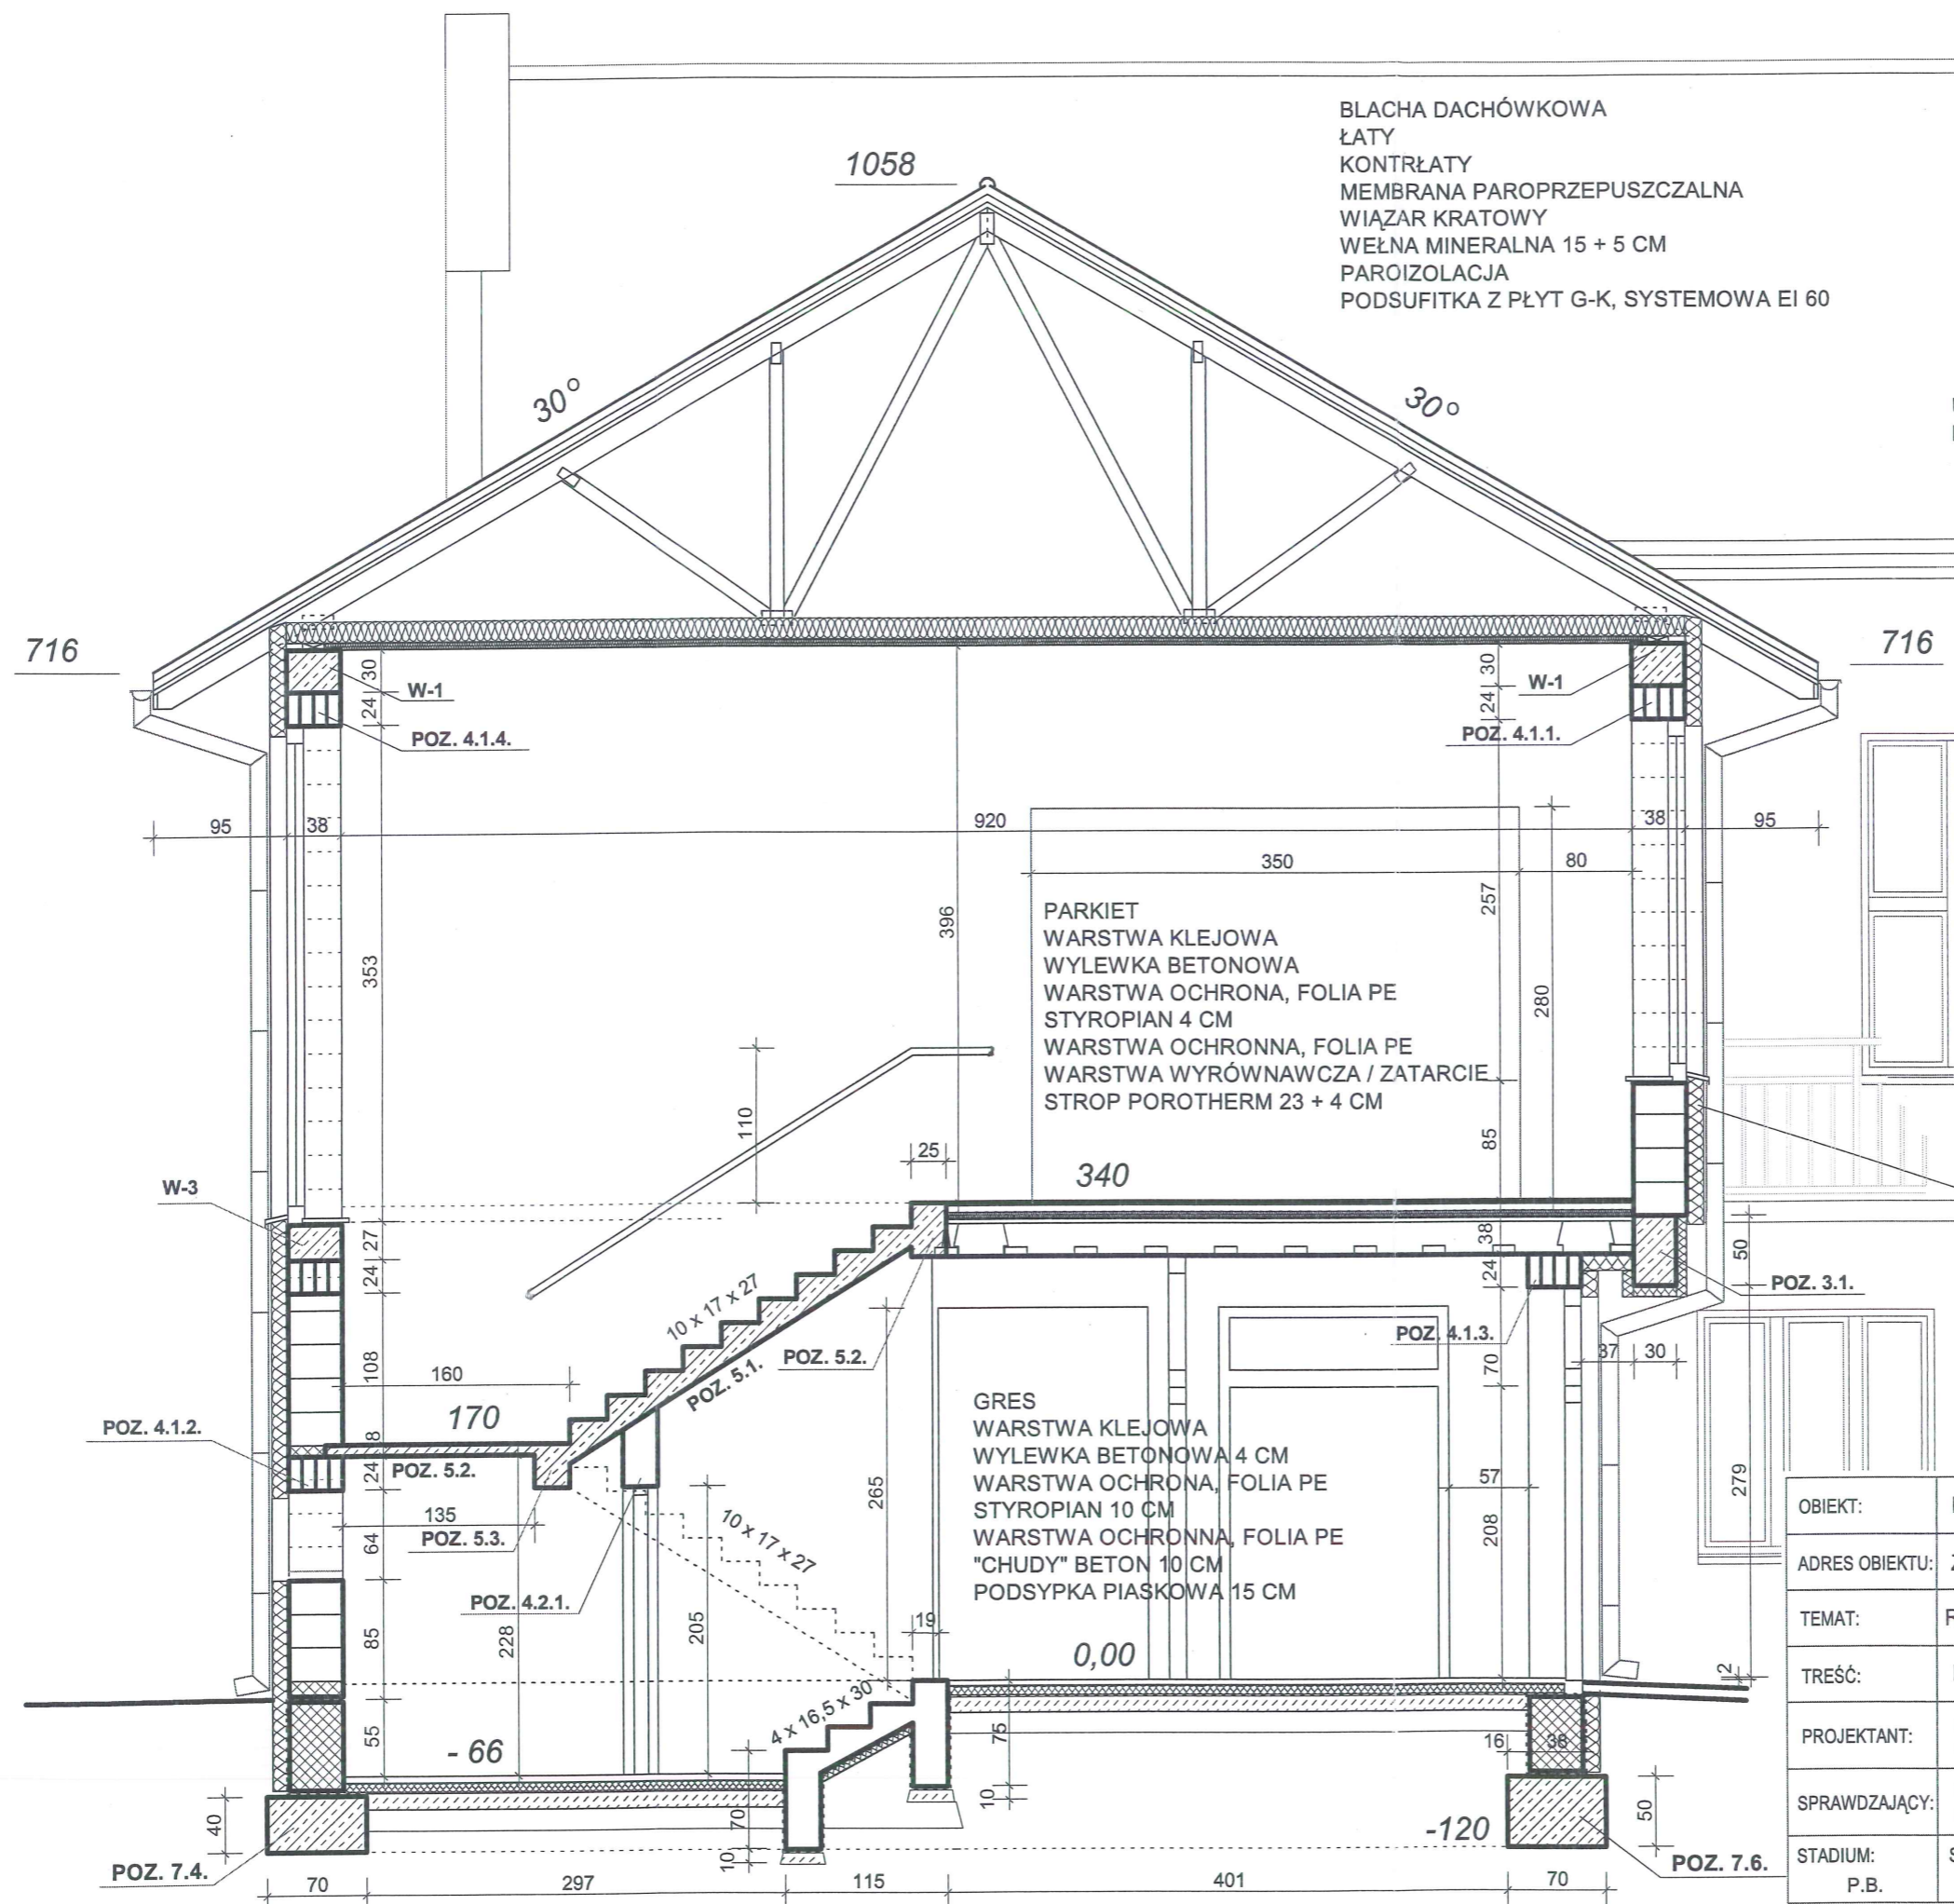 1058
BLACHA DACHÓWKOWA
ŁATY
KONTRŁATY
MEMBRANA PAROPRZEPUSZCZALNA
WIĄZAR KRATOWY
WEŁNA MINERALNA 15 + 5 CM
PAROIZOLACJA
PODSUFITKA Z PŁYT G-K, SYSTEMOWA EI 60
30°
30°
716
716
30
24
W-1
POZ. 4.1.4.
30
24
W-1
POZ. 4.1.1.
95
38
920
38
95
350
80
353
396
257
280
PARKIET
WARSTWA KLEJOWA
WYLEWKA BETONOWA
WARSTWA OCHRONA, FOLIA PE
STYROPIAN 4 CM
WARSTWA OCHRONNA, FOLIA PE
WARSTWA WYRÓWNAWCZA / ZATARCIE
STROP POROTHERM 23 + 4 CM
110
25
85
340
W-3
27
24
108
38
24
50
POZ. 3.1.
10 x 17 x 27
POZ. 5.1.
POZ. 5.2.
POZ. 4.1.3.
37
30
70
160
170
POZ. 4.1.2.
8
24
POZ. 5.2.
135
POZ. 5.3.
64
POZ. 4.2.1.
10 x 17 x 27
265
GRES
WARSTWA KLEJOWA
WYLEWKA BETONOWA 4 CM
WARSTWA OCHRONA, FOLIA PE
STYROPIAN 10 CM
WARSTWA OCHRONNA, FOLIA PE
"CHUDY" BETON 10 CM
PODSYPKA PIASKOWA 15 CM
57
208
279
85
228
205
19
0,00
2
55
- 66
4 x 16,5 x 30
75
10
16
38
40
70
10
-120
50
POZ. 7.4.
POZ. 7.6.
70
297
115
401
70
OBIEKT:
ADRES OBIEKTU:
TEMAT:
TREŚĆ:
PROJEKTANT:
SPRAWDZAJĄCY:
STADIUM:
P.B.